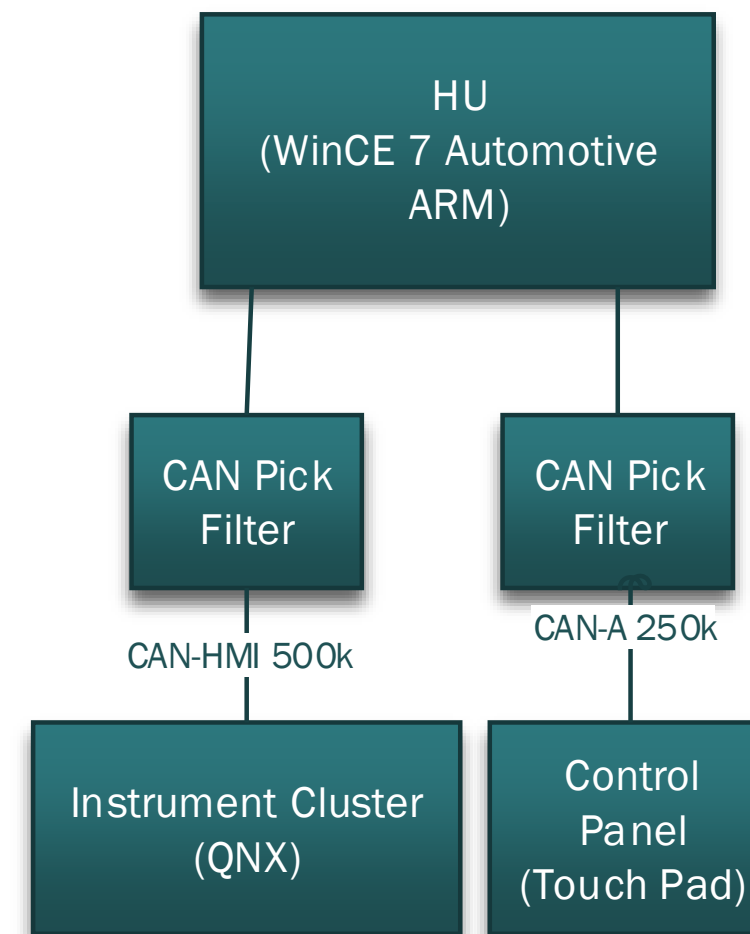 HU
(WinCE 7 Automotive
ARM)
CAN Pick
Filter
CAN Pick
Filter
CAN-HMI 500k
CAN-A 250k
Instrument Cluster
(QNX)
Control
Panel
(Touch Pad)